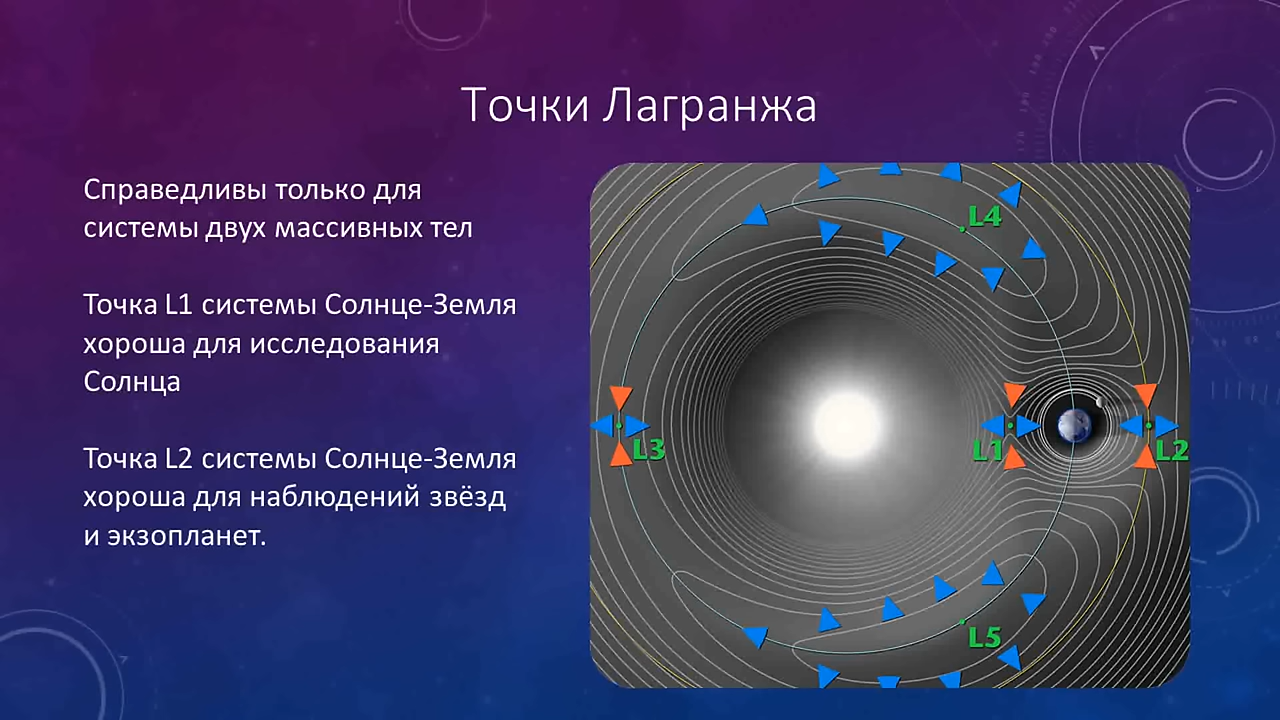 Точки Лагранжа
Справедливы только для
системы двух массивных тел
Точка L1 системы Солнце-Земля
хороша для исследования
Солнца
Точка L2 системы Солнце-Земля
хороша для наблюдений звёзд
и экзопланет.
L4
L3
L1
L2
L5